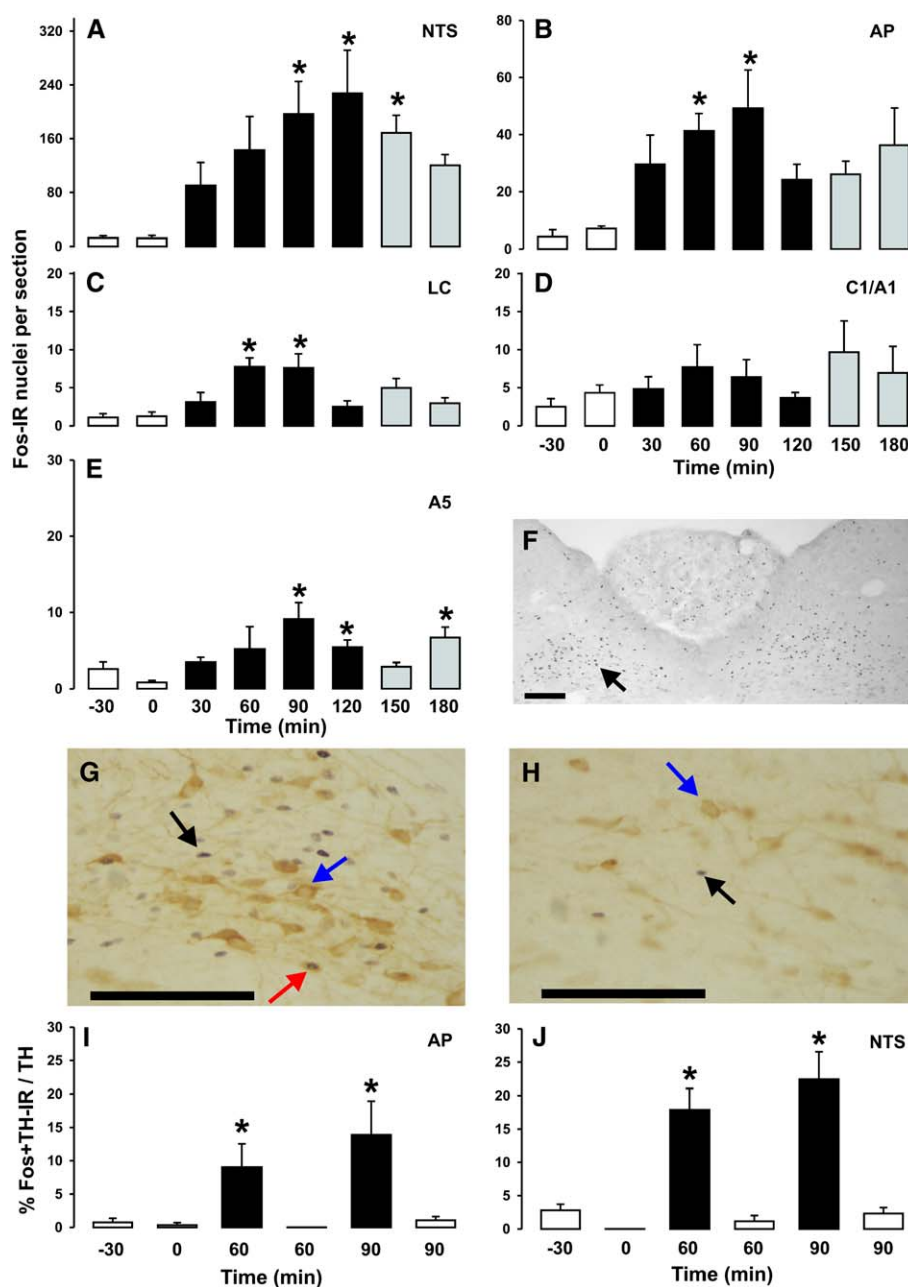 A
NTS
320
240
160
80
0
*
*
*
B
AP
80
60
40
20
0
*
*
Fos-IR nuclei per section
C
LC
20
15
10
5
0
*
*
D
C1/A1
20
15
10
5
0
-30 0 30 60 90 120 150 180
Time (min)
E
A5
30
20
10
0
*
*
*
-30 0 30 60 90 120 150 180
Time (min)
F
G
H
I
AP
% Fos+TH-IR / TH
30
25
20
15
10
5
0
*
*
-30 0 60 60 90 90
Time (min)
J
NTS
30
25
20
15
10
5
0
*
*
-30 0 60 60 90 90
Time (min)